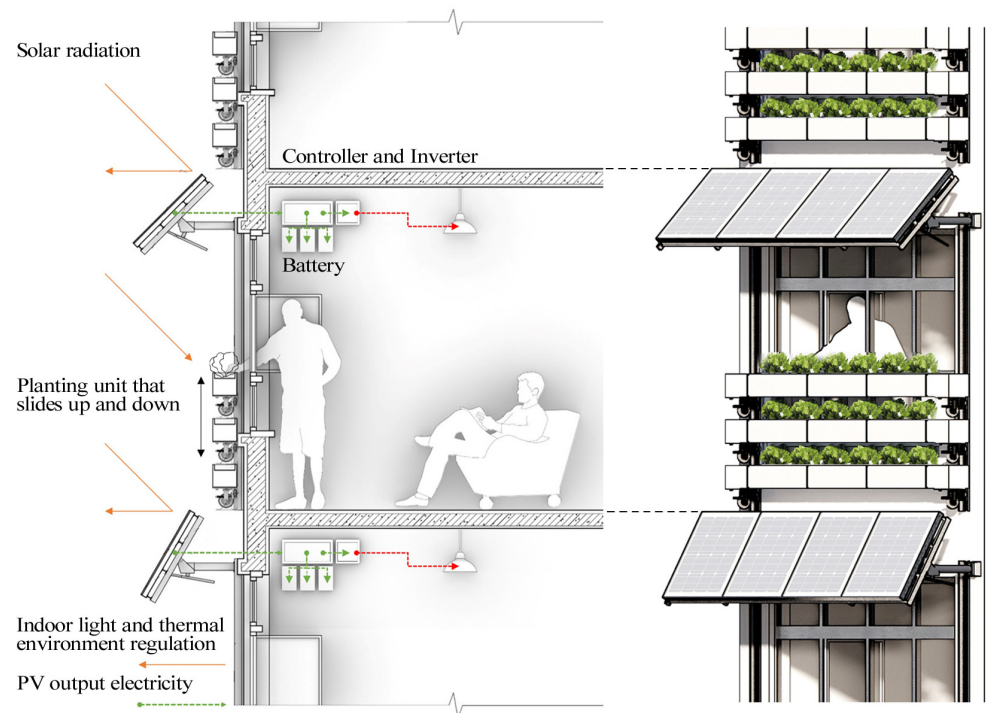 Solar radiation
Controller and Inverter
Battery
Planting unit that
slides up and down
Indoor light and thermal
environment regulation
PV output electricity